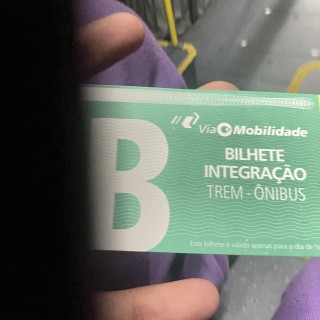 B
ViaMobilidade
BILHETE
INTEGRAÇÃO
TREM - ÔNIBUS
Este bilhete é válido apenas para o dia de